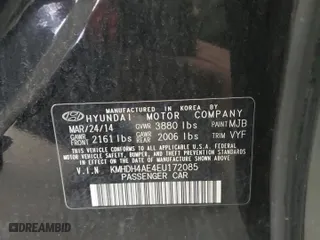 MANUFACTURED IN KOREA BY
HYUNDAI MOTOR COMPANY
MAR/24/14 GVWR 3880 lbs PAINT MJB
GAWR FRONT 2161 lbs GAWR REAR 2006 lbs TRIM VYF
THIS VEHICLE CONFORMS TO ALL APPLICABLE
FEDERAL MOTOR VEHICLE SAFETY,
BUMPER, AND THEFT PREVENTION STANDARDS
IN EFFECT ON THE DATE OF MANUFACTURE
SHOWN ABOVE.
V.I.N KMHDH4AE4EU172085
PASSENGER CAR
DREAMBID